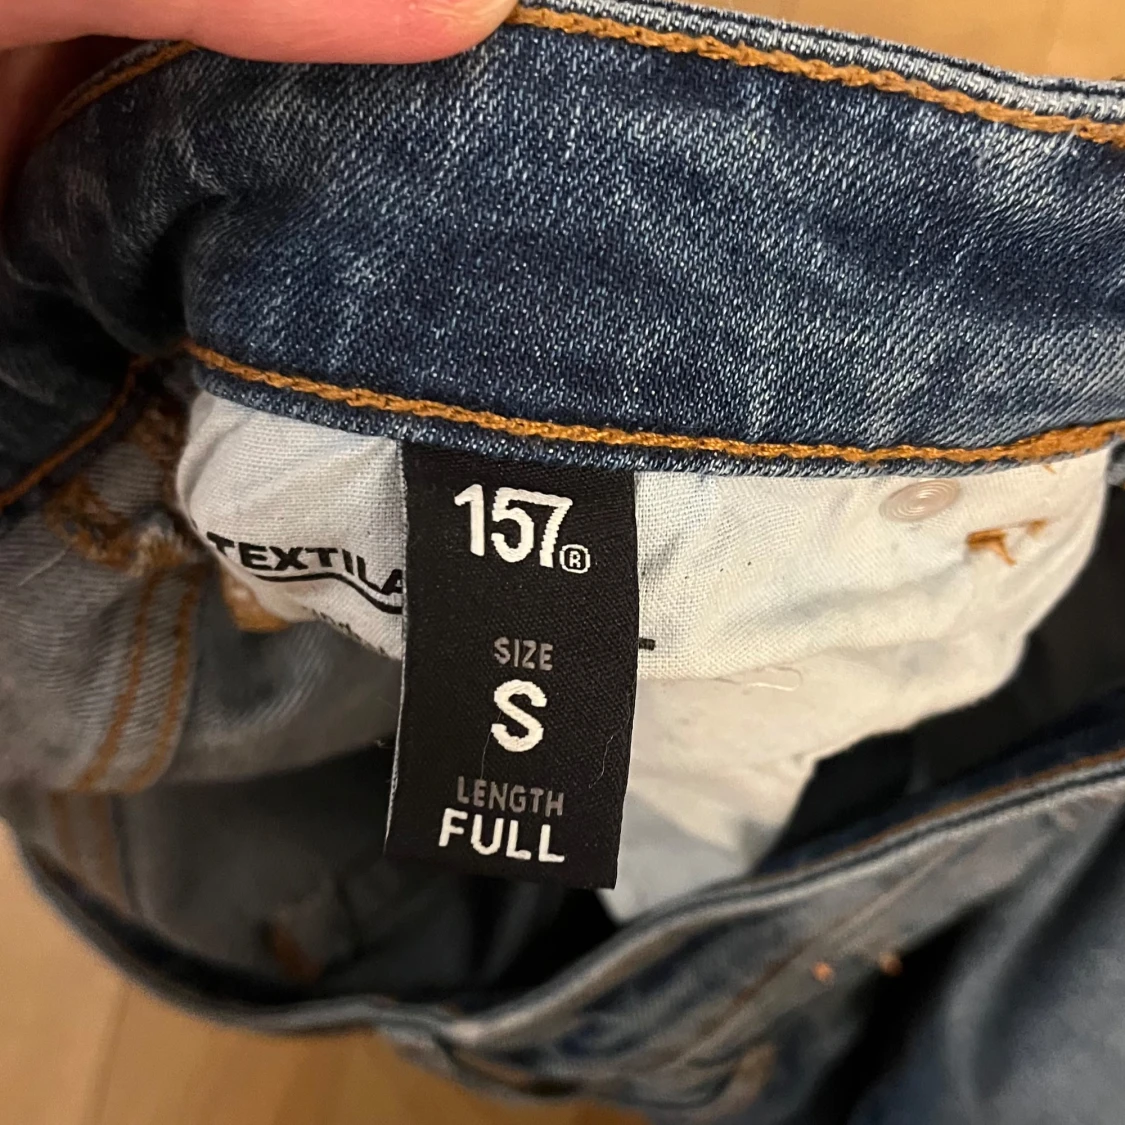 157®
SIZE
S
LENGTH
FULL
TEXTILA